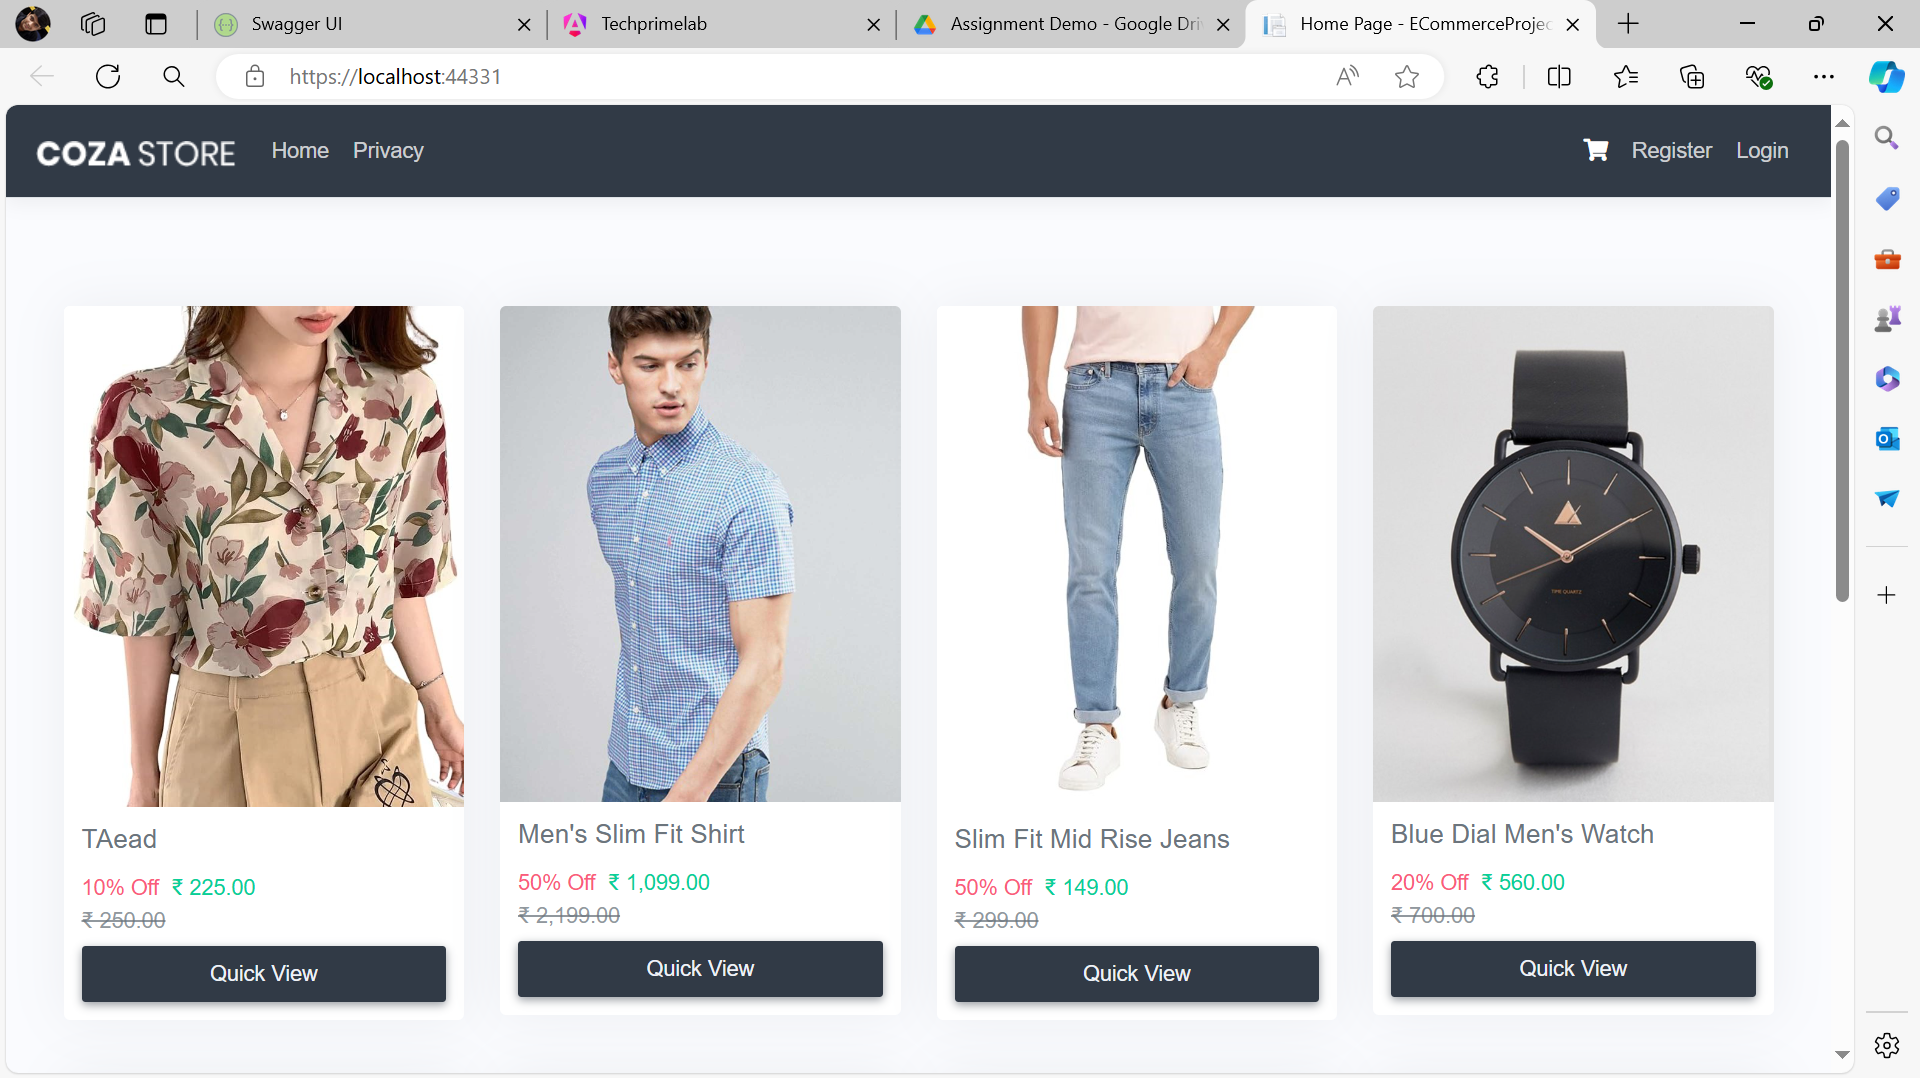 Swagger UI
Techprimelab
Assignment Demo - Google Dri
Home Page - ECommerceProjec
https://localhost:44331
COZA STORE
Home
Privacy
Register
Login
TIME QUARTZ
TAead
10% Off ₹ 225.00
₹ 250.00
Quick View
Men's Slim Fit Shirt
50% Off ₹ 1,099.00
₹ 2,199.00
Quick View
Slim Fit Mid Rise Jeans
50% Off ₹ 149.00
₹ 299.00
Quick View
Blue Dial Men's Watch
20% Off ₹ 560.00
₹ 700.00
Quick View